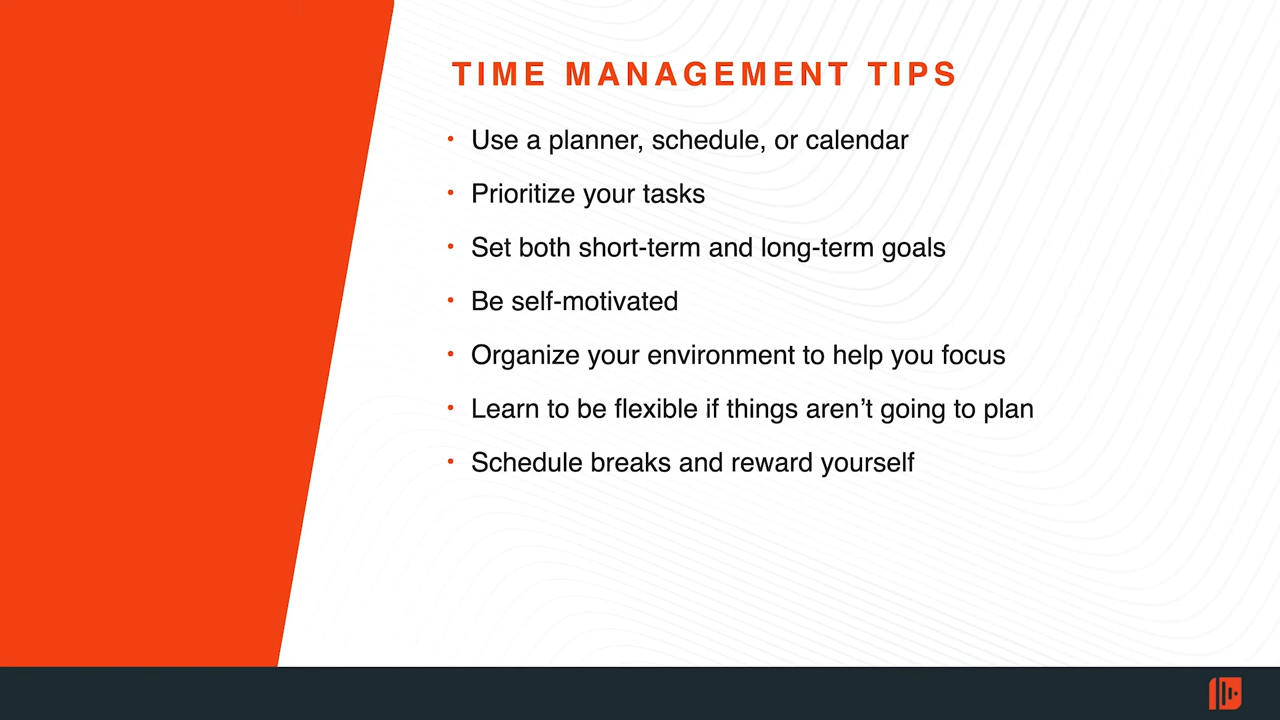 TIME MANAGEMENT TIPS
• Use a planner, schedule, or calendar
• Prioritize your tasks
• Set both short-term and long-term goals
• Be self-motivated
• Organize your environment to help you focus
• Learn to be flexible if things aren’t going to plan
• Schedule breaks and reward yourself